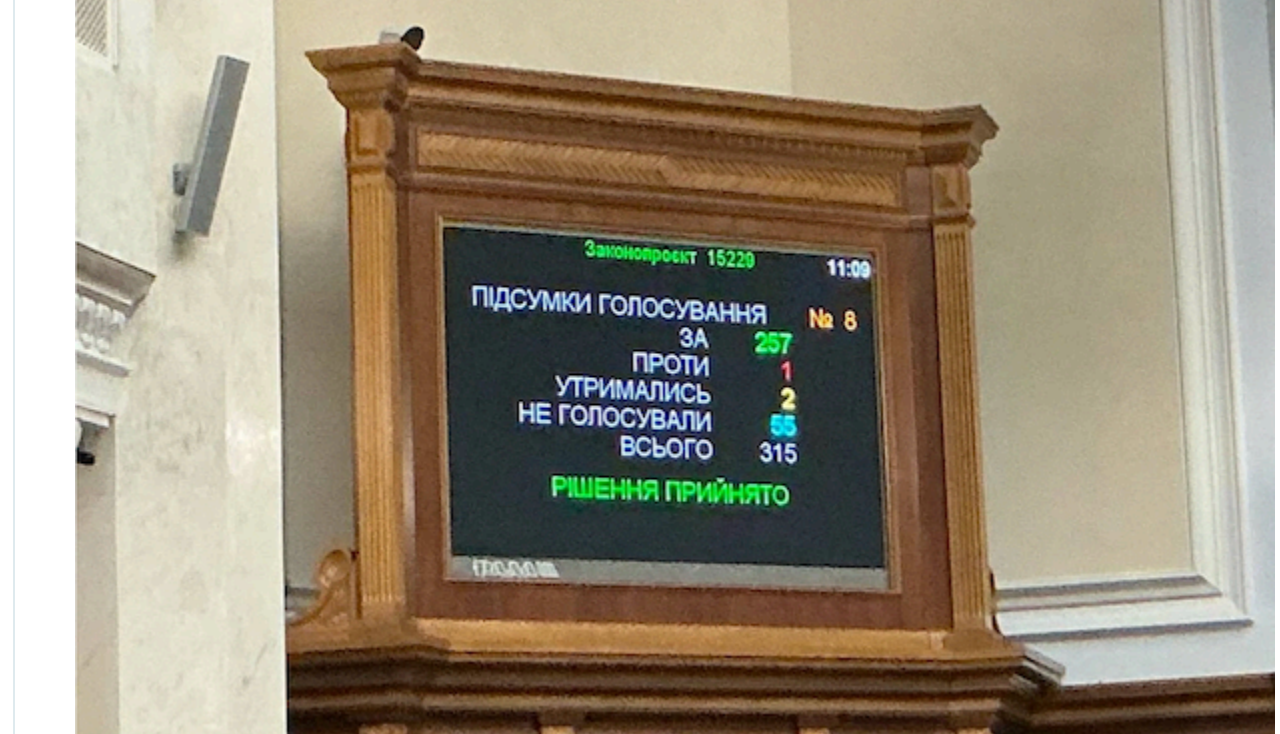 Законопроєкт 15229
11:09
ПІДСУМКИ ГОЛОСУВАННЯ № 8
ЗА 257
ПРОТИ 1
УТРИМАЛИСЬ 2
НЕ ГОЛОСУВАЛИ 55
ВСЬОГО 315
РІШЕННЯ ПРИЙНЯТО